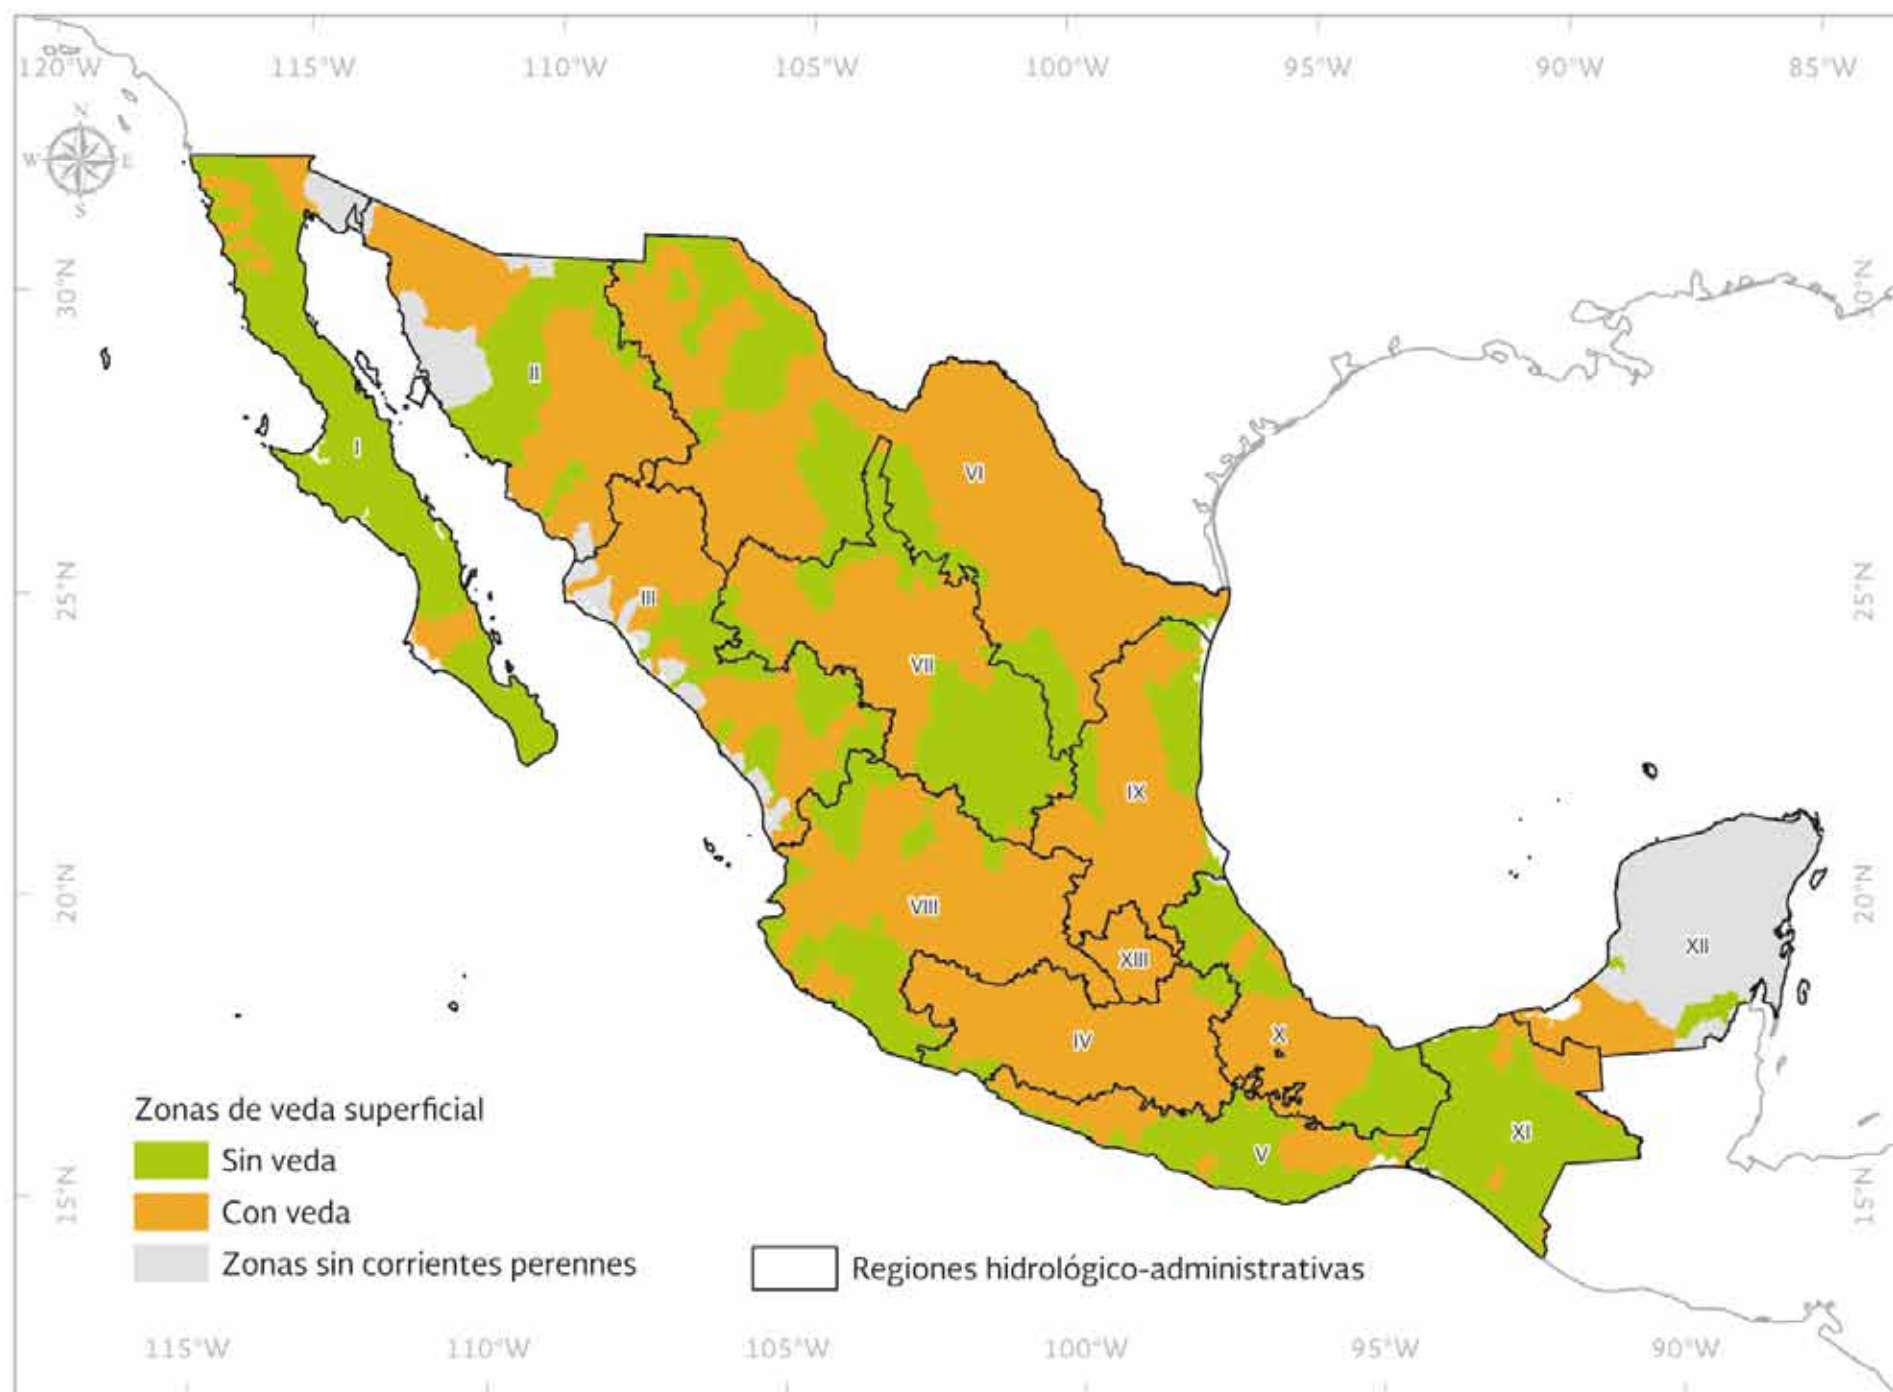 120°W 115°W 110°W 105°W 100°W 95°W 90°W 85°W
N
W E
S
30°N 30°N
II
I
VI
25°N 25°N
III
VII
IX
20°N 20°N
VIII
XII
XIII
X
IV
XI
V
15°N 15°N
Zonas de veda superficial
Sin veda
Con veda
Zonas sin corrientes perennes
Regiones hidrológico-administrativas
115°W 110°W 105°W 100°W 95°W 90°W